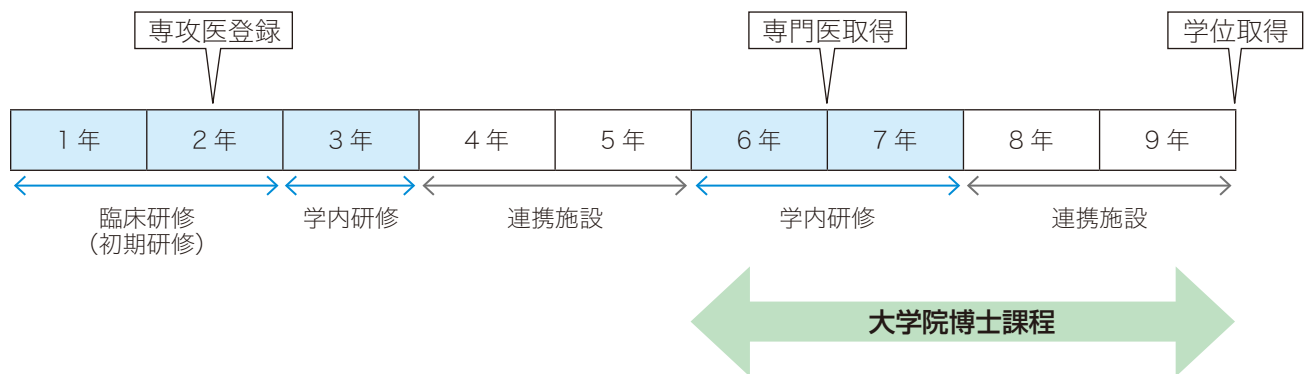 専攻医登録
専門医取得
学位取得
1年 2年 3年 4年 5年 6年 7年 8年 9年
臨床研修 学内研修 連携施設 学内研修 連携施設
（初期研修）
大学院博士課程